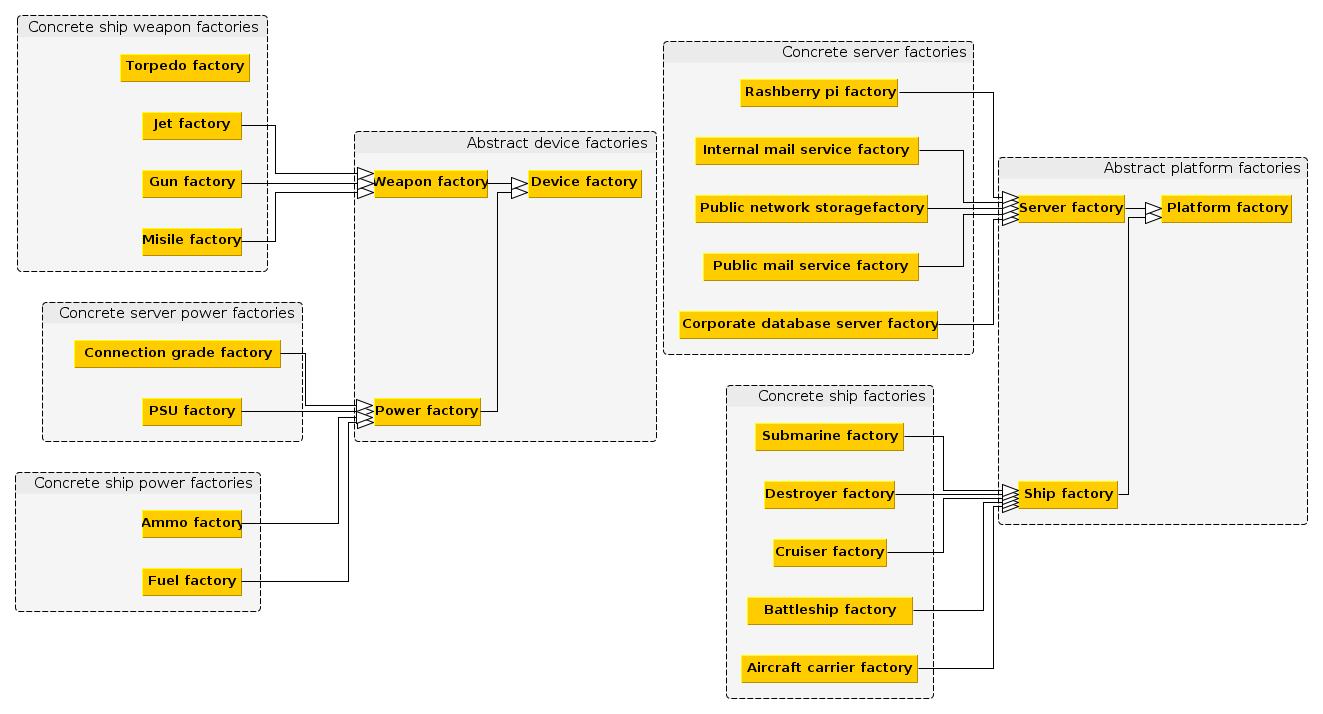 Concrete ship weapon factories
Torpedo factory
Jet factory
Gun factory
Misile factory
Concrete server power factories
Connection grade factory
PSU factory
Concrete ship power factories
Ammo factory
Fuel factory
Abstract device factories
Weapon factory
Device factory
Power factory
Concrete server factories
Rashberry pi factory
Internal mail service factory
Public network storagefactory
Public mail service factory
Corporate database server factory
Concrete ship factories
Submarine factory
Destroyer factory
Cruiser factory
Battleship factory
Aircraft carrier factory
Abstract platform factories
Server factory
Platform factory
Ship factory